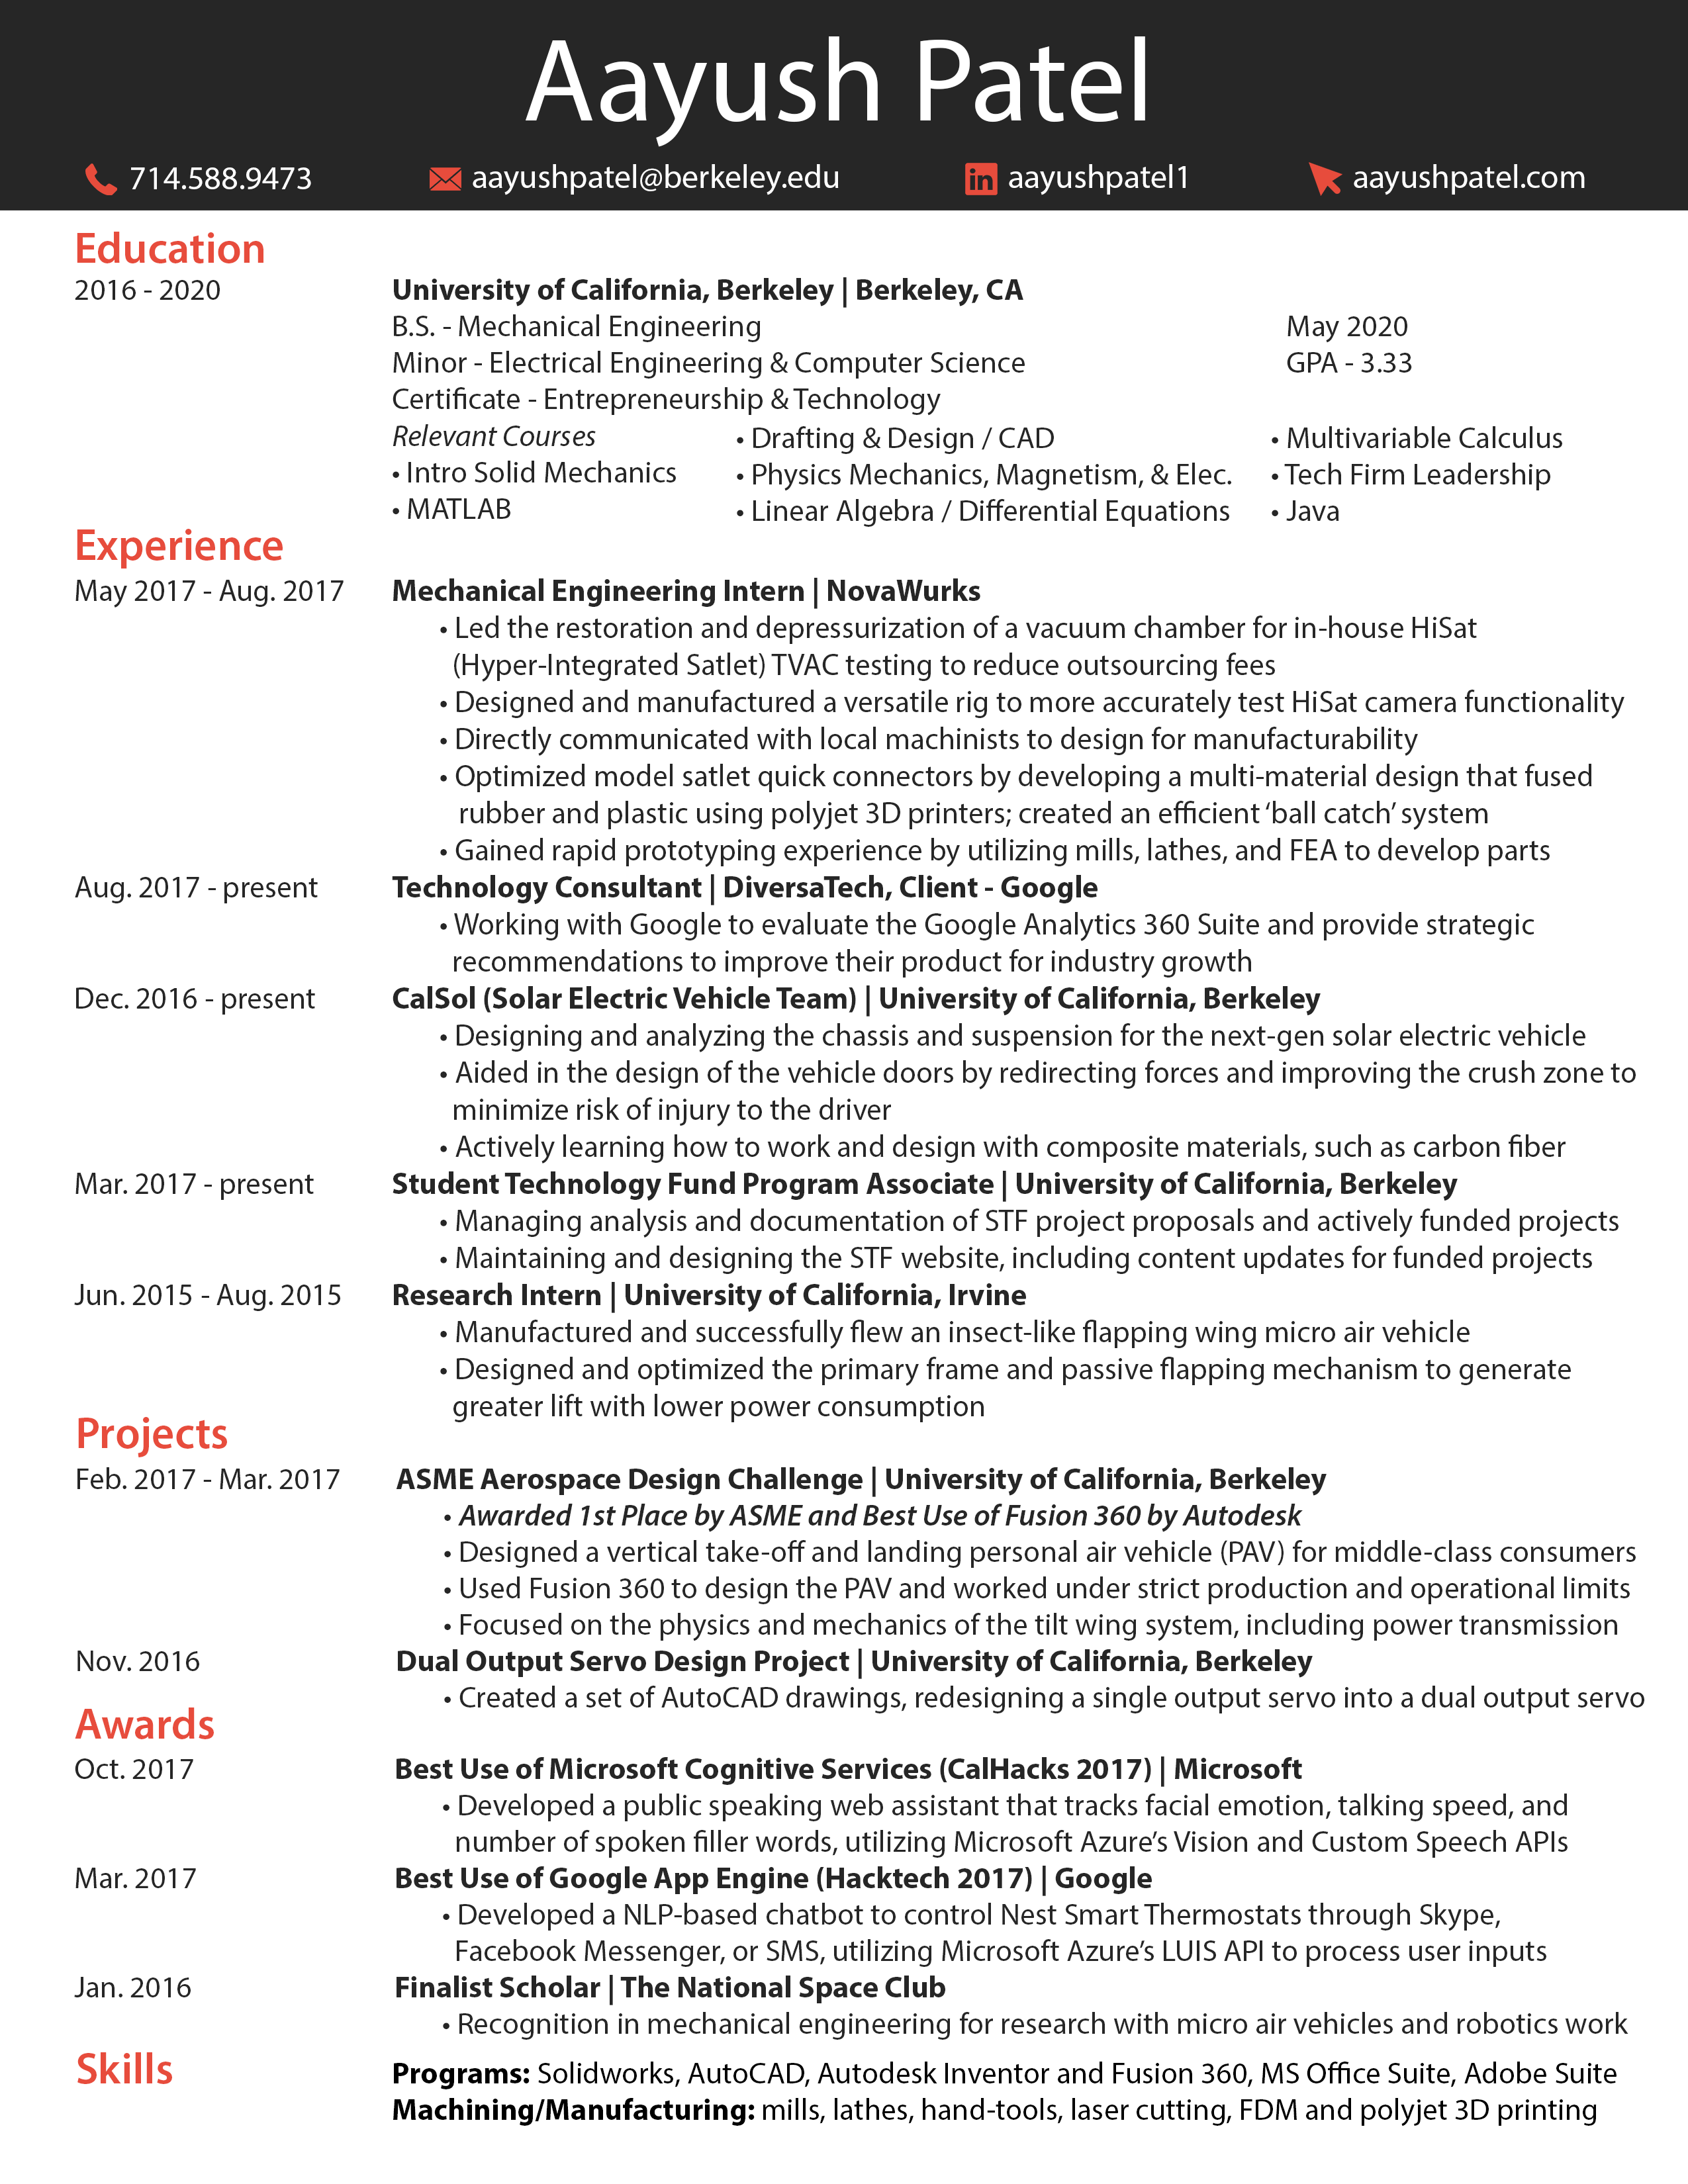 Aayush Patel
714.588.9473 aayushpatel@berkeley.edu aayushpatel1 aayushpatel.com
Education
2016 - 2020 University of California, Berkeley | Berkeley, CA
B.S. - Mechanical Engineering May 2020
Minor - Electrical Engineering & Computer Science GPA - 3.33
Certificate - Entrepreneurship & Technology
Relevant Courses • Drafting & Design / CAD • Multivariable Calculus
• Intro Solid Mechanics • Physics Mechanics, Magnetism, & Elec. • Tech Firm Leadership
• MATLAB • Linear Algebra / Differential Equations • Java
Experience
May 2017 - Aug. 2017 Mechanical Engineering Intern | NovaWurks
• Led the restoration and depressurization of a vacuum chamber for in-house HiSat
(Hyper-Integrated Satlet) TVAC testing to reduce outsourcing fees
• Designed and manufactured a versatile rig to more accurately test HiSat camera functionality
• Directly communicated with local machinists to design for manufacturability
• Optimized model satlet quick connectors by developing a multi-material design that fused
rubber and plastic using polyjet 3D printers; created an efficient ‘ball catch’ system
• Gained rapid prototyping experience by utilizing mills, lathes, and FEA to develop parts
Aug. 2017 - present Technology Consultant | DiversaTech, Client - Google
• Working with Google to evaluate the Google Analytics 360 Suite and provide strategic
recommendations to improve their product for industry growth
Dec. 2016 - present CalSol (Solar Electric Vehicle Team) | University of California, Berkeley
• Designing and analyzing the chassis and suspension for the next-gen solar electric vehicle
• Aided in the design of the vehicle doors by redirecting forces and improving the crush zone to
minimize risk of injury to the driver
• Actively learning how to work and design with composite materials, such as carbon fiber
Mar. 2017 - present Student Technology Fund Program Associate | University of California, Berkeley
• Managing analysis and documentation of STF project proposals and actively funded projects
• Maintaining and designing the STF website, including content updates for funded projects
Jun. 2015 - Aug. 2015 Research Intern | University of California, Irvine
• Manufactured and successfully flew an insect-like flapping wing micro air vehicle
• Designed and optimized the primary frame and passive flapping mechanism to generate
greater lift with lower power consumption
Projects
Feb. 2017 - Mar. 2017 ASME Aerospace Design Challenge | University of California, Berkeley
• Awarded 1st Place by ASME and Best Use of Fusion 360 by Autodesk
• Designed a vertical take-off and landing personal air vehicle (PAV) for middle-class consumers
• Used Fusion 360 to design the PAV and worked under strict production and operational limits
• Focused on the physics and mechanics of the tilt wing system, including power transmission
Nov. 2016 Dual Output Servo Design Project | University of California, Berkeley
• Created a set of AutoCAD drawings, redesigning a single output servo into a dual output servo
Awards
Oct. 2017 Best Use of Microsoft Cognitive Services (CalHacks 2017) | Microsoft
• Developed a public speaking web assistant that tracks facial emotion, talking speed, and
number of spoken filler words, utilizing Microsoft Azure’s Vision and Custom Speech APIs
Mar. 2017 Best Use of Google App Engine (Hacktech 2017) | Google
• Developed a NLP-based chatbot to control Nest Smart Thermostats through Skype,
Facebook Messenger, or SMS, utilizing Microsoft Azure’s LUIS API to process user inputs
Jan. 2016 Finalist Scholar | The National Space Club
• Recognition in mechanical engineering for research with micro air vehicles and robotics work
Skills Programs: Solidworks, AutoCAD, Autodesk Inventor and Fusion 360, MS Office Suite, Adobe Suite
Machining/Manufacturing: mills, lathes, hand-tools, laser cutting, FDM and polyjet 3D printing